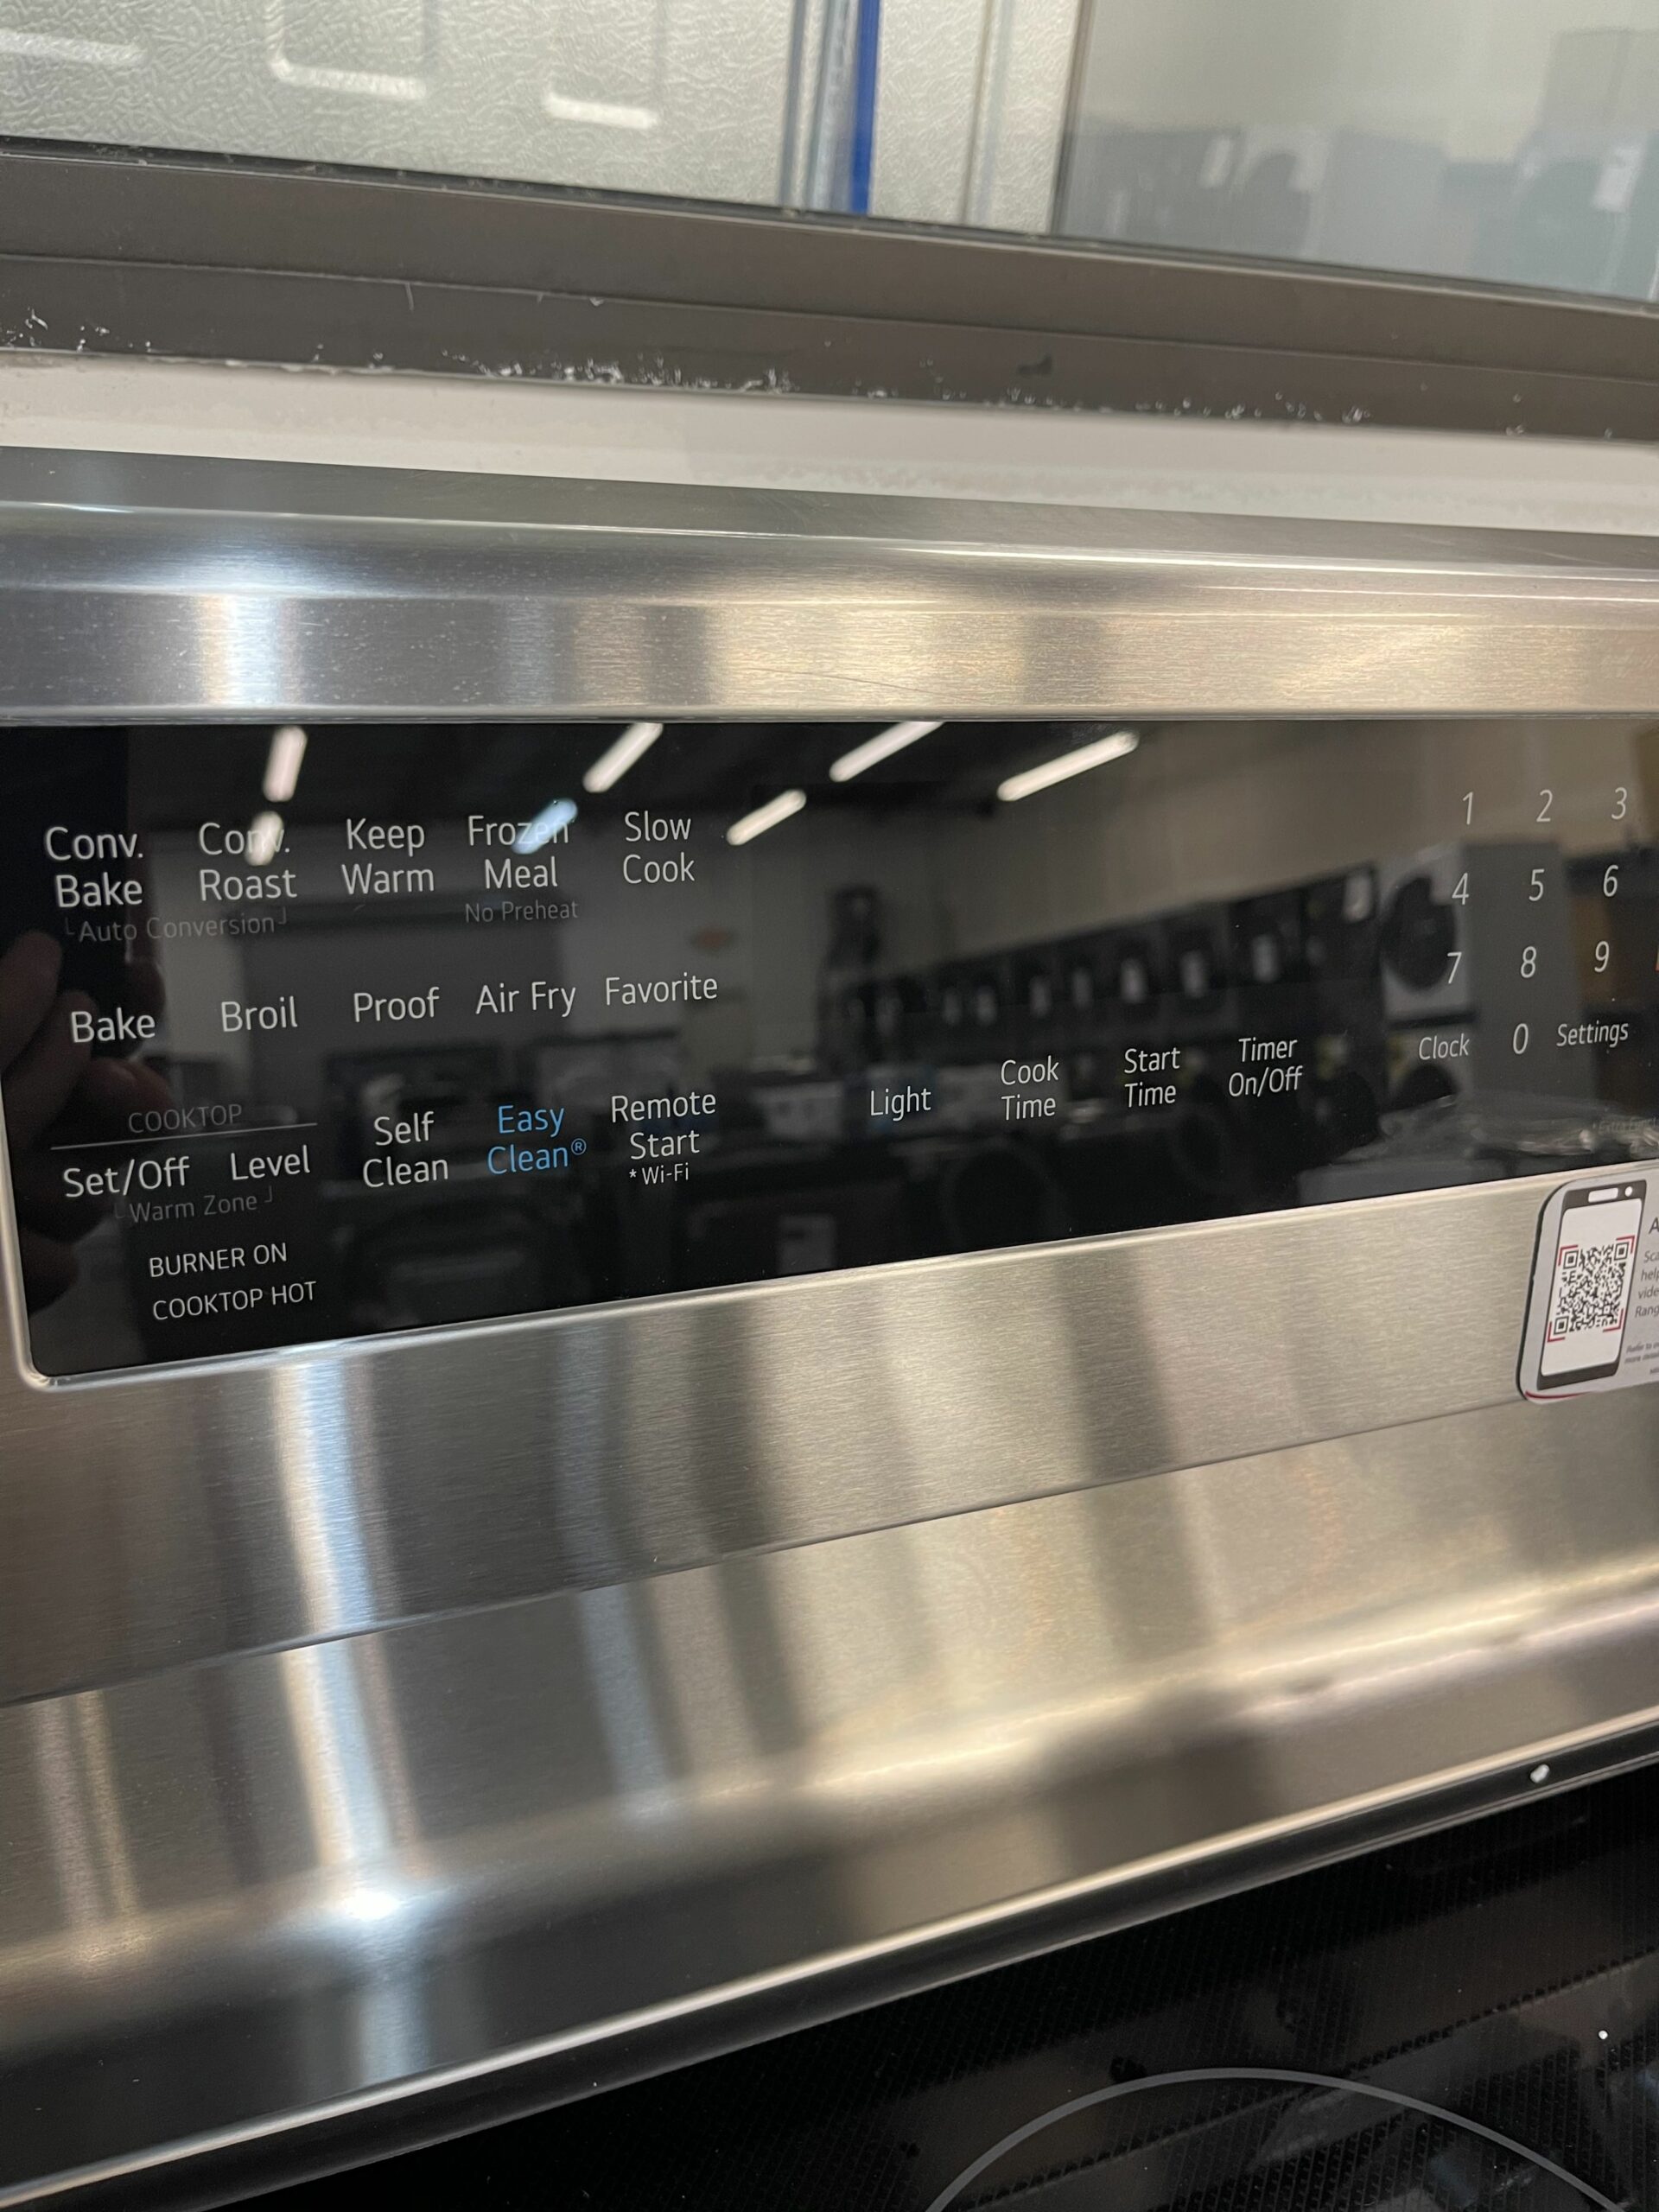 Conv. Bake
Conv. Roast
└Auto Conversion┘
Keep Warm
Frozen Meal
No Preheat
Slow Cook
Bake
Broil
Proof
Air Fry
Favorite
COOKTOP
Set/Off
Level
└Warm Zone┘
Self Clean
Easy Clean®
Remote Start
*Wi-Fi
BURNER ON
COOKTOP HOT
Light
Cook Time
Start Time
Timer On/Off
1 2 3
4 5 6
7 8 9
Clock 0 Settings